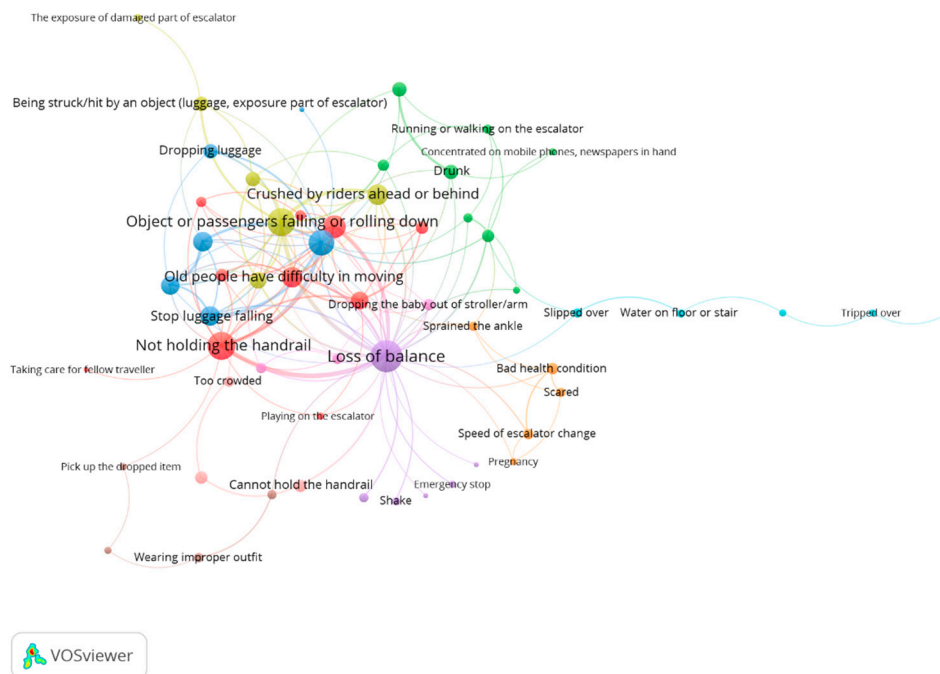 The exposure of damaged part of escalator
Being struck/hit by an object (luggage, exposure part of escalator)
Running or walking on the escalator
Dropping luggage
Concentrated on mobile phones, newspapers in hand
Drunk
Crushed by riders ahead or behind
Object or passengers falling or rolling down
Old people have difficulty in moving
Dropping the baby out of stroller/arm
Stop luggage falling
Slipped over
Water on floor or stair
Tripped over
Sprained the ankle
Not holding the handrail
Loss of balance
Taking care for fellow traveller
Bad health condition
Too crowded
Scared
Playing on the escalator
Speed of escalator change
Pick up the dropped item
Pregnancy
Cannot hold the handrail
Emergency stop
Shake
Wearing improper outfit
VOSviewer